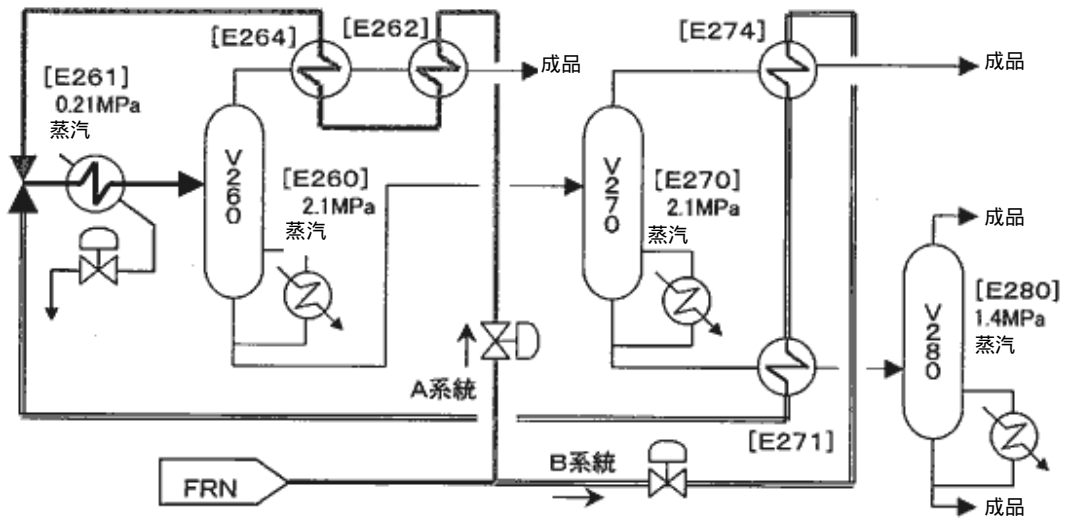 [E264]
[E262]
成品
[E274]
成品
[E261]
0.21MPa
蒸汽
V260
[E260]
2.1MPa
蒸汽
V270
[E270]
2.1MPa
蒸汽
成品
V280
[E280]
1.4MPa
蒸汽
A系統
[E271]
B系統
FRN
成品